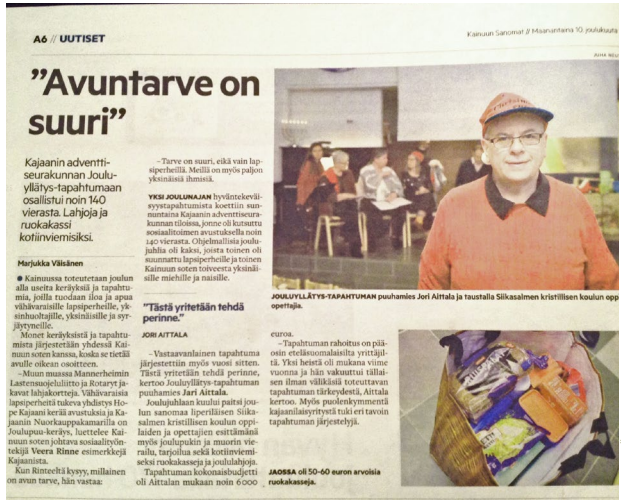 A6 // UUTISET
Kainuun Sanomat // Maanantaina 10. joulukuuta
"Avuntarve on
suuri"
Kajaanin adventti-
seurakunnan Joulu-
yllätys-tapahtumaan
osallistui noin 140
vierasta. Lahjoja ja
ruokakassi
kotiinviemisiksi.
Marjukka Väisänen
● Kainuussa toteutetaan joulun
alla useita keräyksiä ja tapahtu-
mia, joilla tuodaan iloa ja apua
vähävaraisille lapsiperheille, yk-
sinhuoltajille, yksinäisille ja syr-
jäytyneille.
Monet keräyksistä ja tapahtu-
mista järjestetään yhdessä Kai-
nuun soten kanssa, koska se tietää
avulle oikean osoitteen.
–Muun muassa Mannerheimin
Lastensuojeluliitto ja Rotaryt ja-
kavat lahjakortteja. Vähävaraisia
lapsiperheitä tukeva yhdistys Ho-
pe Kajaani kerää avustuksia ja Ka-
jaanin Nuorkauppakamarilla on
Joulupuu-keräys, luettelee Kai-
nuun soten johtava sosiaalityön-
tekijä Veera Rinne esimerkkejä
Kajaanista.
Kun Rinteeltä kysyy, millainen
on avun tarve, hän vastaa:
–Tarve on suuri, eikä vain lap-
siperheillä. Meillä on myös paljon
yksinäisiä ihmisiä.
YKSI JOULUNAJAN hyväntekeväi-
syystapahtumista koettiin sun-
nuntaina Kajaanin adventtiseura-
kunnan tiloissa, jonne oli kutsuttu
sosiaalitoimen avustuksella noin
140 vierasta. Ohjelmallisia joulu-
juhlia oli kaksi, joista toinen oli
suunnattu lapsiperheille ja toinen
Kainuun soten toiveesta yksinäi-
sille miehille ja naisille.
"Tästä yritetään tehdä
perinne."
JORI AITTALA
–Vastaavanlainen tapahtuma
järjestettiin myös vuosi sitten.
Tästä yritetään tehdä perinne,
kertoo Jouluyllätys-tapahtuman
puuhamies Jari Aittala.
Joulujuhlaan kuului paitsi jou-
lun sanomaa liperiläisen Siika-
salmen kristillisen koulun oppi-
laiden ja opettajien esittämänä
myös joulupukin ja muorin vie-
railu, tarjoilua sekä kotiinviemi-
seksi ruokakasseja ja joululahjoja.
Tapahtuman kokonaisbudjetti
oli Aittalan mukaan noin 6 000
JOULUYLLÄTYS-TAPAHTUMAN puuhamies Jori Aittala ja taustalla Siikasalmen kristillisen koulun opp
opettajia.
euroa.
–Tapahtuman rahoitus on pää-
osin eteläsuomalaisilta yrittäjil-
tä. Yksi heistä oli mukana viime
vuonna ja hän vakuuttui tällai-
sen ilman välikäsiä toteutettavan
tapahtuman tärkeydestä, Aittala
kertoo. Myös puolenkymmentä
kajaanilaisyritystä tuki eri tavoin
tapahtuman järjestelyjä.
JAOSSA oli 50-60 euron arvoisia
ruokakasseja.